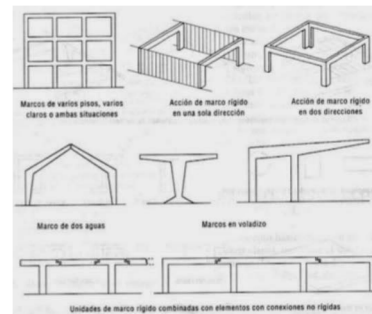 Marcos de varios pisos, varios
claros o ambas situaciones
Acción de marco rígido
en una sola dirección
Acción de marco rígido
en dos direcciones
Marco de dos aguas
Marcos en voladizo
Unidades de marco rígido combinadas con elementos con conexiones no rígidas